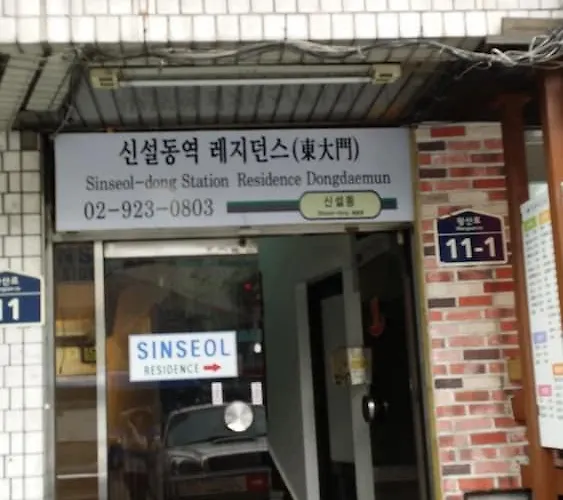 신설동역 레지던스(東大門)
Sinseol-dong Station Residence Dongdaemun
02-923-0803
신설동
SINSEOL
RESIDENCE
11-1
11